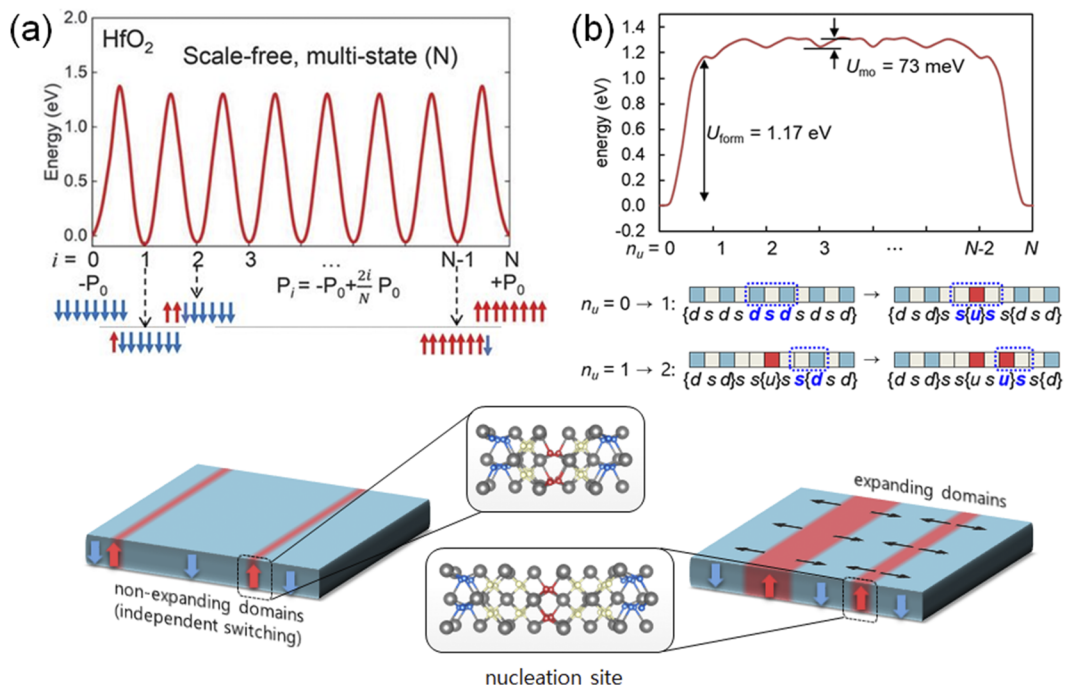 (a)
HfO2
Scale-free, multi-state (N)
Energy (eV)
2.0
1.5
1.0
0.5
0.0
i = 0 1 2 3 ... N-1 N
-P0
Pi = -P0+2i/N P0
+P0
(b)
energy (eV)
1.4
1.2
1.0
0.8
0.6
0.4
0.2
0.0
-0.2
Umo = 73 meV
Uform = 1.17 eV
nu = 0 1 2 3 ... N-2 N
nu = 0 → 1: →
{d s d s d s d s d s d} {d s d}s s{u}s s{d s d}
nu = 1 → 2: →
{d s d}s s{u}s s{d s d} {d s d}s s{u s u}s s{d}
non-expanding domains
(independent switching)
expanding domains
nucleation site